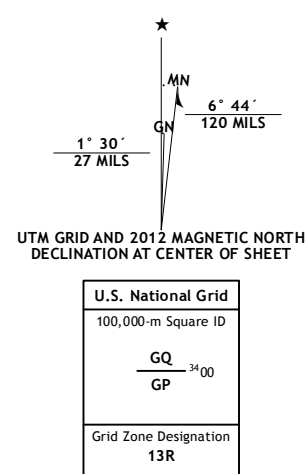 MN
GN
6° 44´
120 MILS
1° 30´
27 MILS
UTM GRID AND 2012 MAGNETIC NORTH
DECLINATION AT CENTER OF SHEET
U.S. National Grid
100,000-m Square ID
GQ
3400
GP
Grid Zone Designation
13R